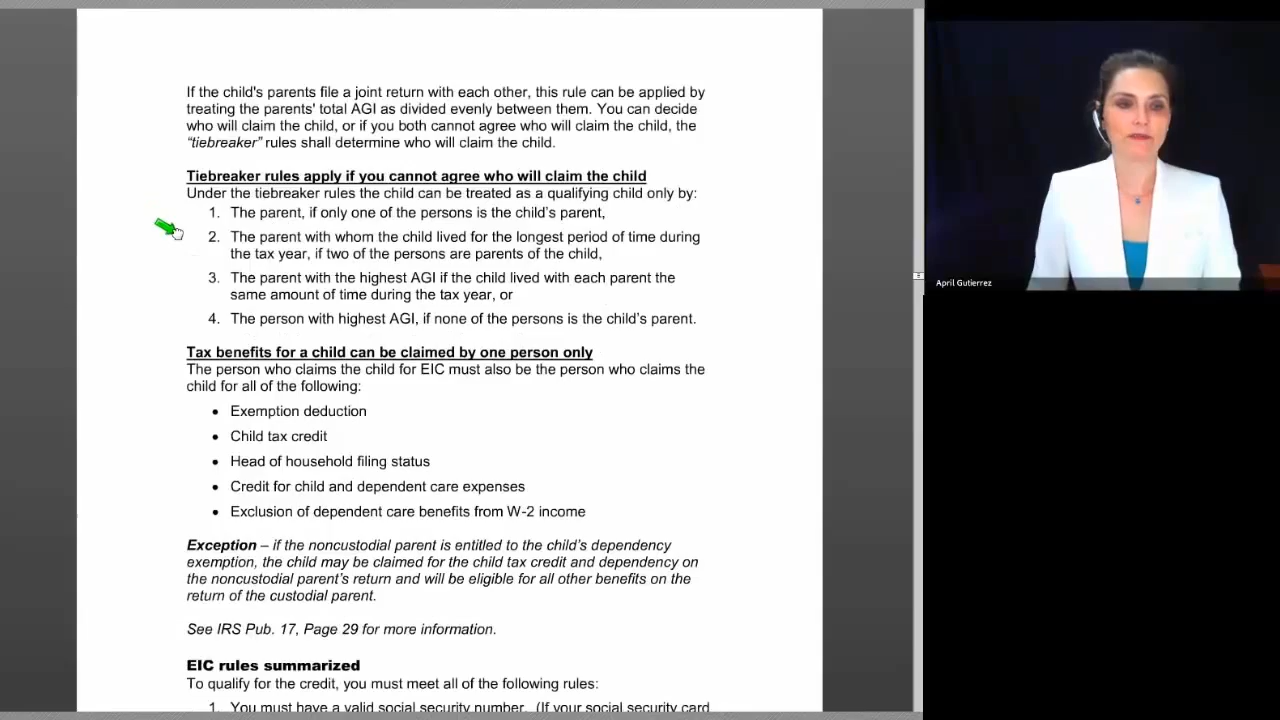 If the child's parents file a joint return with each other, this rule can be applied by
treating the parents' total AGI as divided evenly between them. You can decide
who will claim the child, or if you both cannot agree who will claim the child, the
“tiebreaker” rules shall determine who will claim the child.
Tiebreaker rules apply if you cannot agree who will claim the child
Under the tiebreaker rules the child can be treated as a qualifying child only by:
1. The parent, if only one of the persons is the child’s parent,
2. The parent with whom the child lived for the longest period of time during
the tax year, if two of the persons are parents of the child,
3. The parent with the highest AGI if the child lived with each parent the
same amount of time during the tax year, or
4. The person with highest AGI, if none of the persons is the child’s parent.
Tax benefits for a child can be claimed by one person only
The person who claims the child for EIC must also be the person who claims the
child for all of the following:
• Exemption deduction
• Child tax credit
• Head of household filing status
• Credit for child and dependent care expenses
• Exclusion of dependent care benefits from W-2 income
Exception – if the noncustodial parent is entitled to the child’s dependency
exemption, the child may be claimed for the child tax credit and dependency on
the noncustodial parent’s return and will be eligible for all other benefits on the
return of the custodial parent.
See IRS Pub. 17, Page 29 for more information.
EIC rules summarized
To qualify for the credit, you must meet all of the following rules:
1. You must have a valid social security number. (If your social security card
April Gutierrez